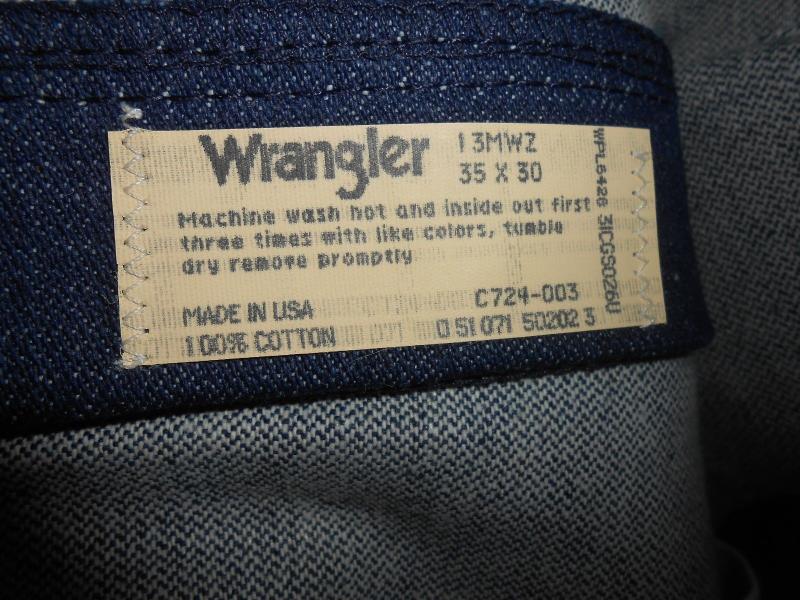 Wrangler
13MWZ
35 X 30
Machine wash hot and inside out first
three times with like colors, tumble
dry remove promptly
MADE IN USA
100% COTTON
C724-003
0 51071 50202 3
WPL6426 3ICGS026U